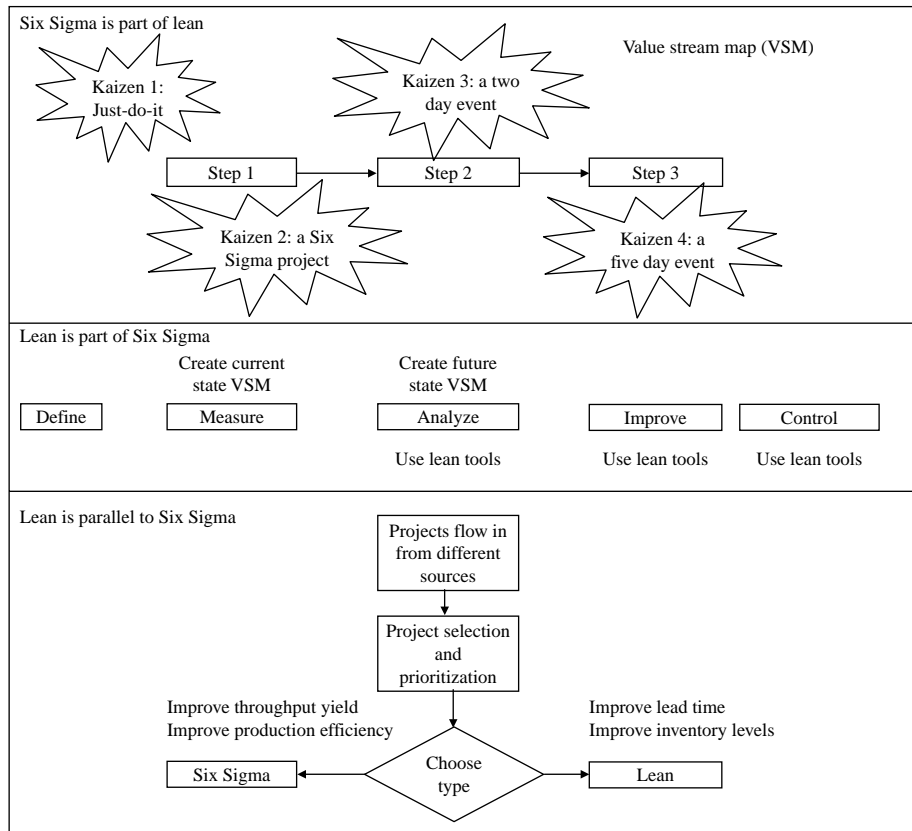 Six Sigma is part of lean
Value stream map (VSM)
Kaizen 1:
Just-do-it
Kaizen 3: a two
day event
Step 1
Step 2
Step 3
Kaizen 2: a Six
Sigma project
Kaizen 4: a
five day event
Lean is part of Six Sigma
Create current
state VSM
Create future
state VSM
Define
Measure
Analyze
Improve
Control
Use lean tools
Use lean tools
Use lean tools
Lean is parallel to Six Sigma
Projects flow in
from different
sources
Project selection
and
prioritization
Improve throughput yield
Improve production efficiency
Improve lead time
Improve inventory levels
Six Sigma
Choose
type
Lean